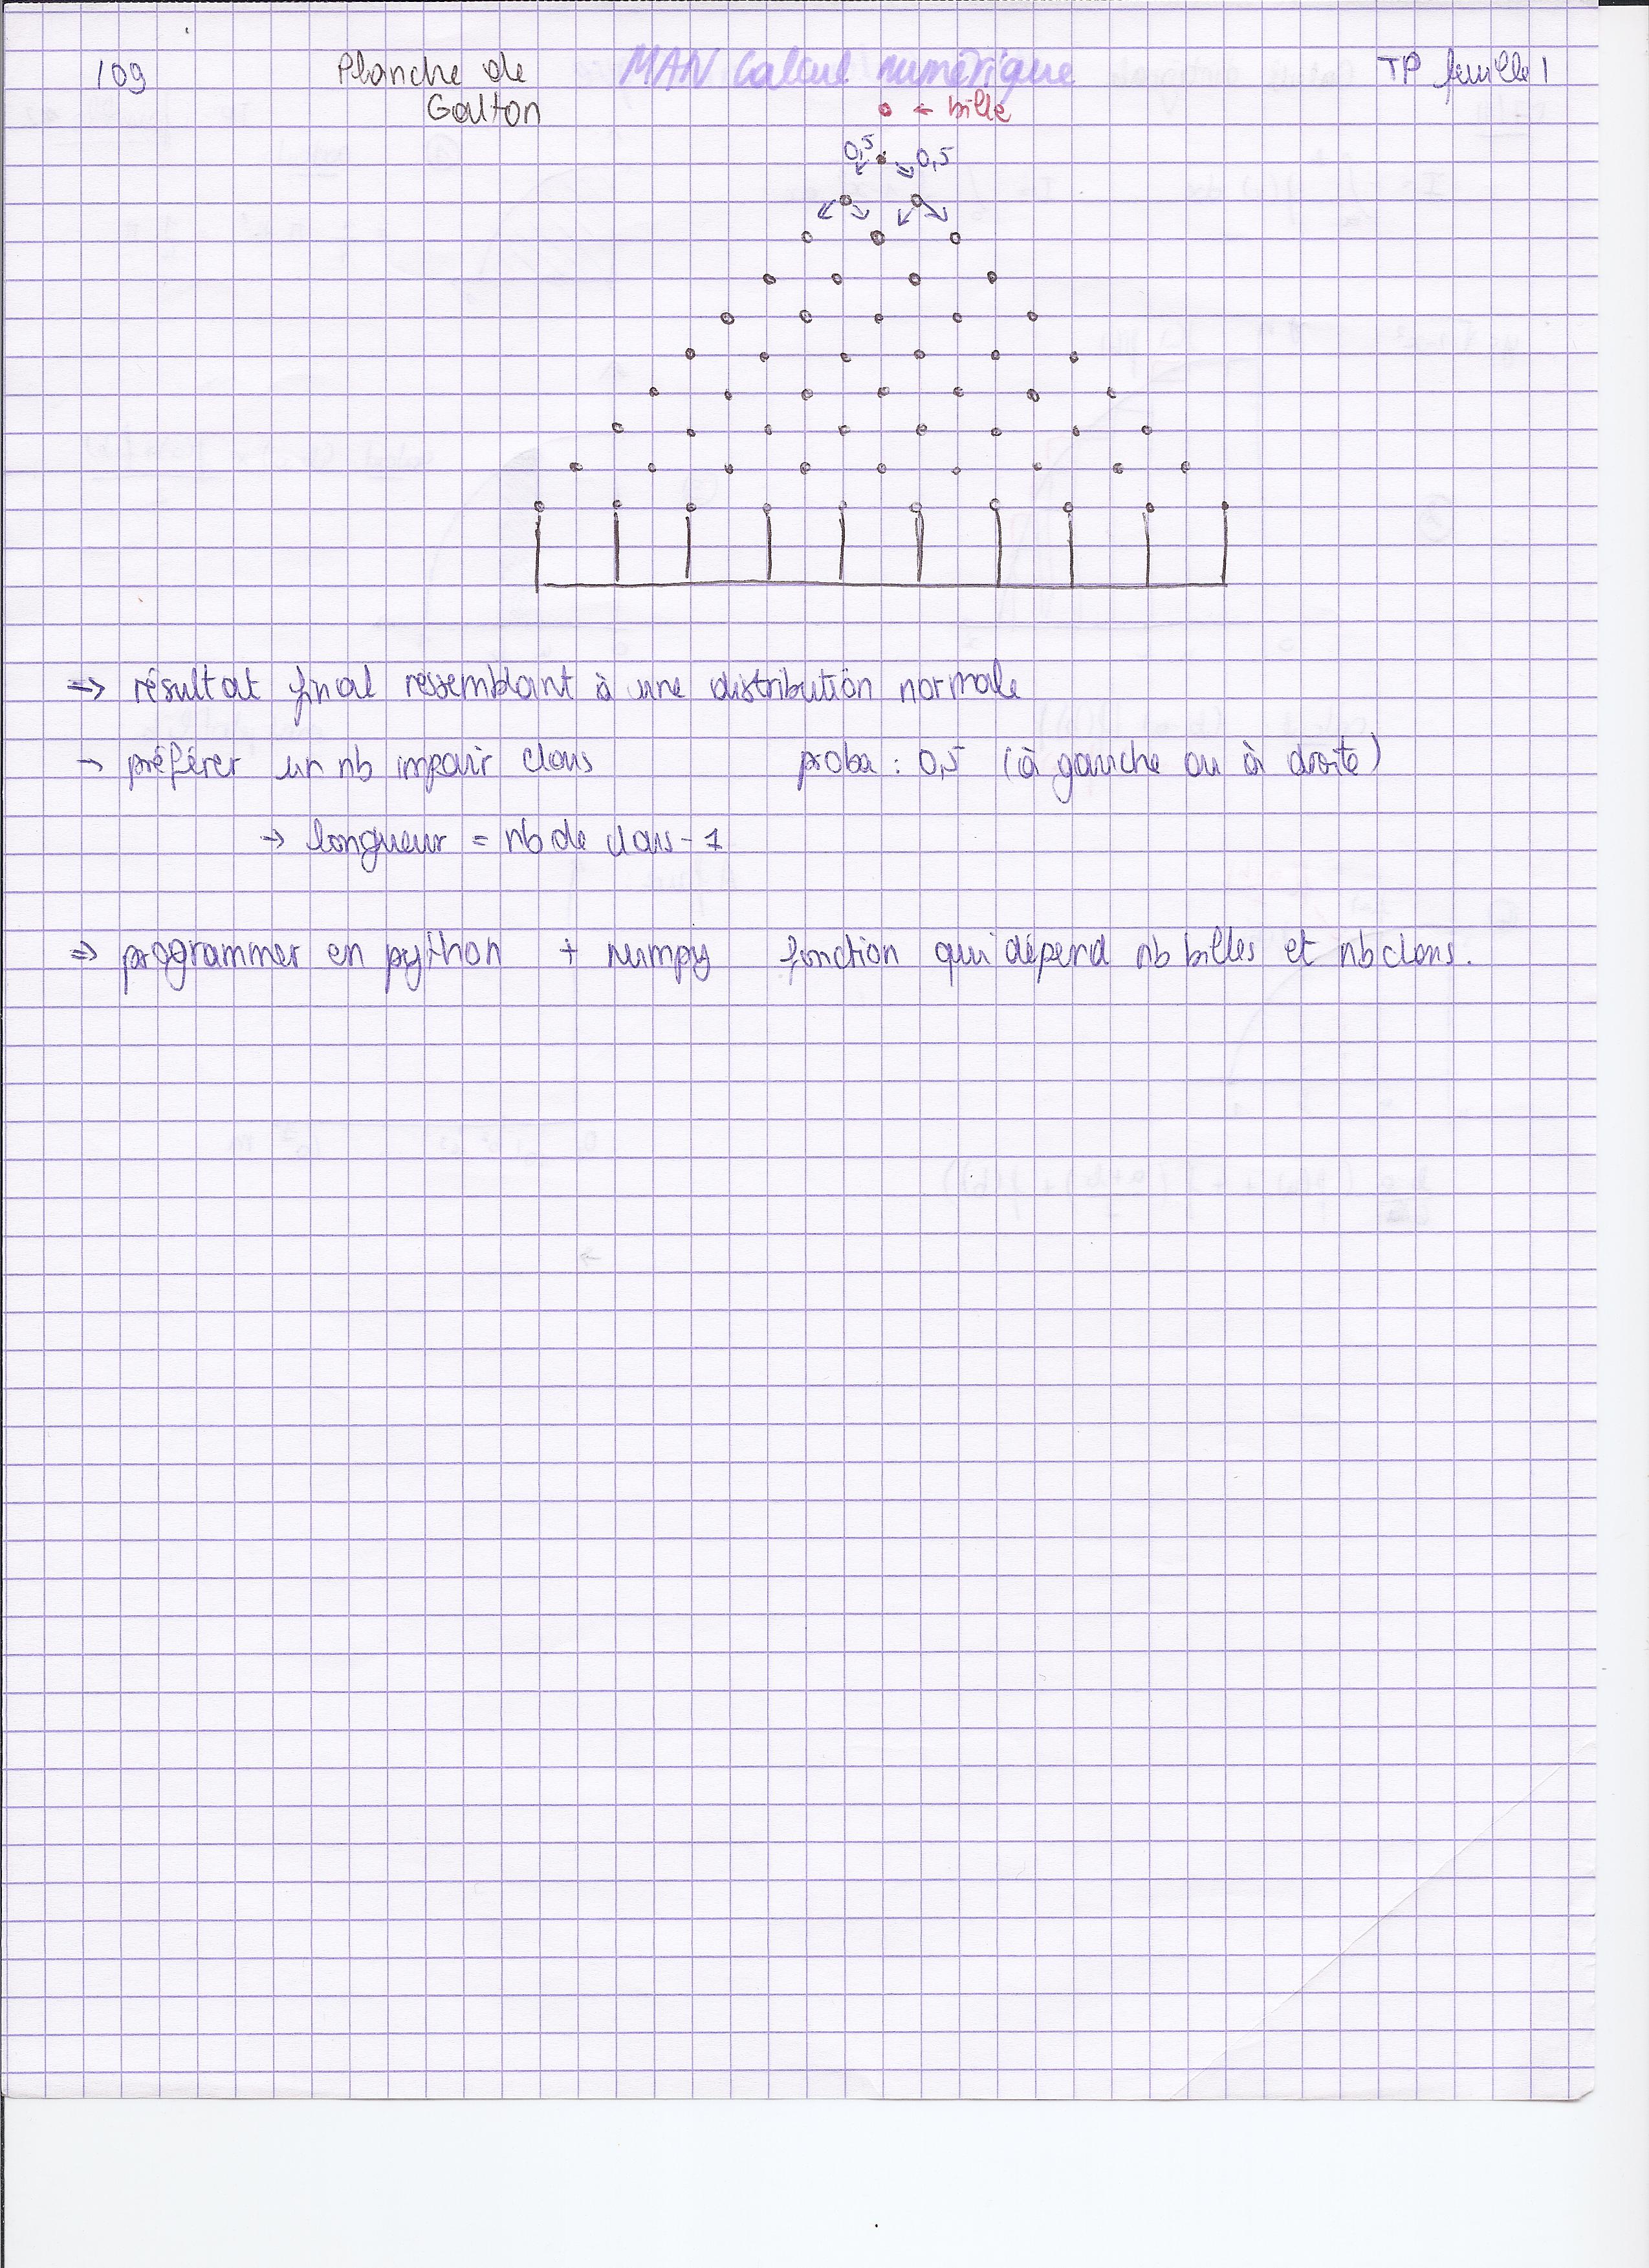 109 Planche de MAN Calcul numérique TP feuille 1
Galton
← bille
0,5 0,5
=> résultat final ressemblant à une distribution normale
→ préférer un nb impair clous proba : 0,5 (à gauche ou à droite)
→ longueur = nb de clous - 1
=> programmer en python + numpy fonction qui dépend nb billes et nb clous.